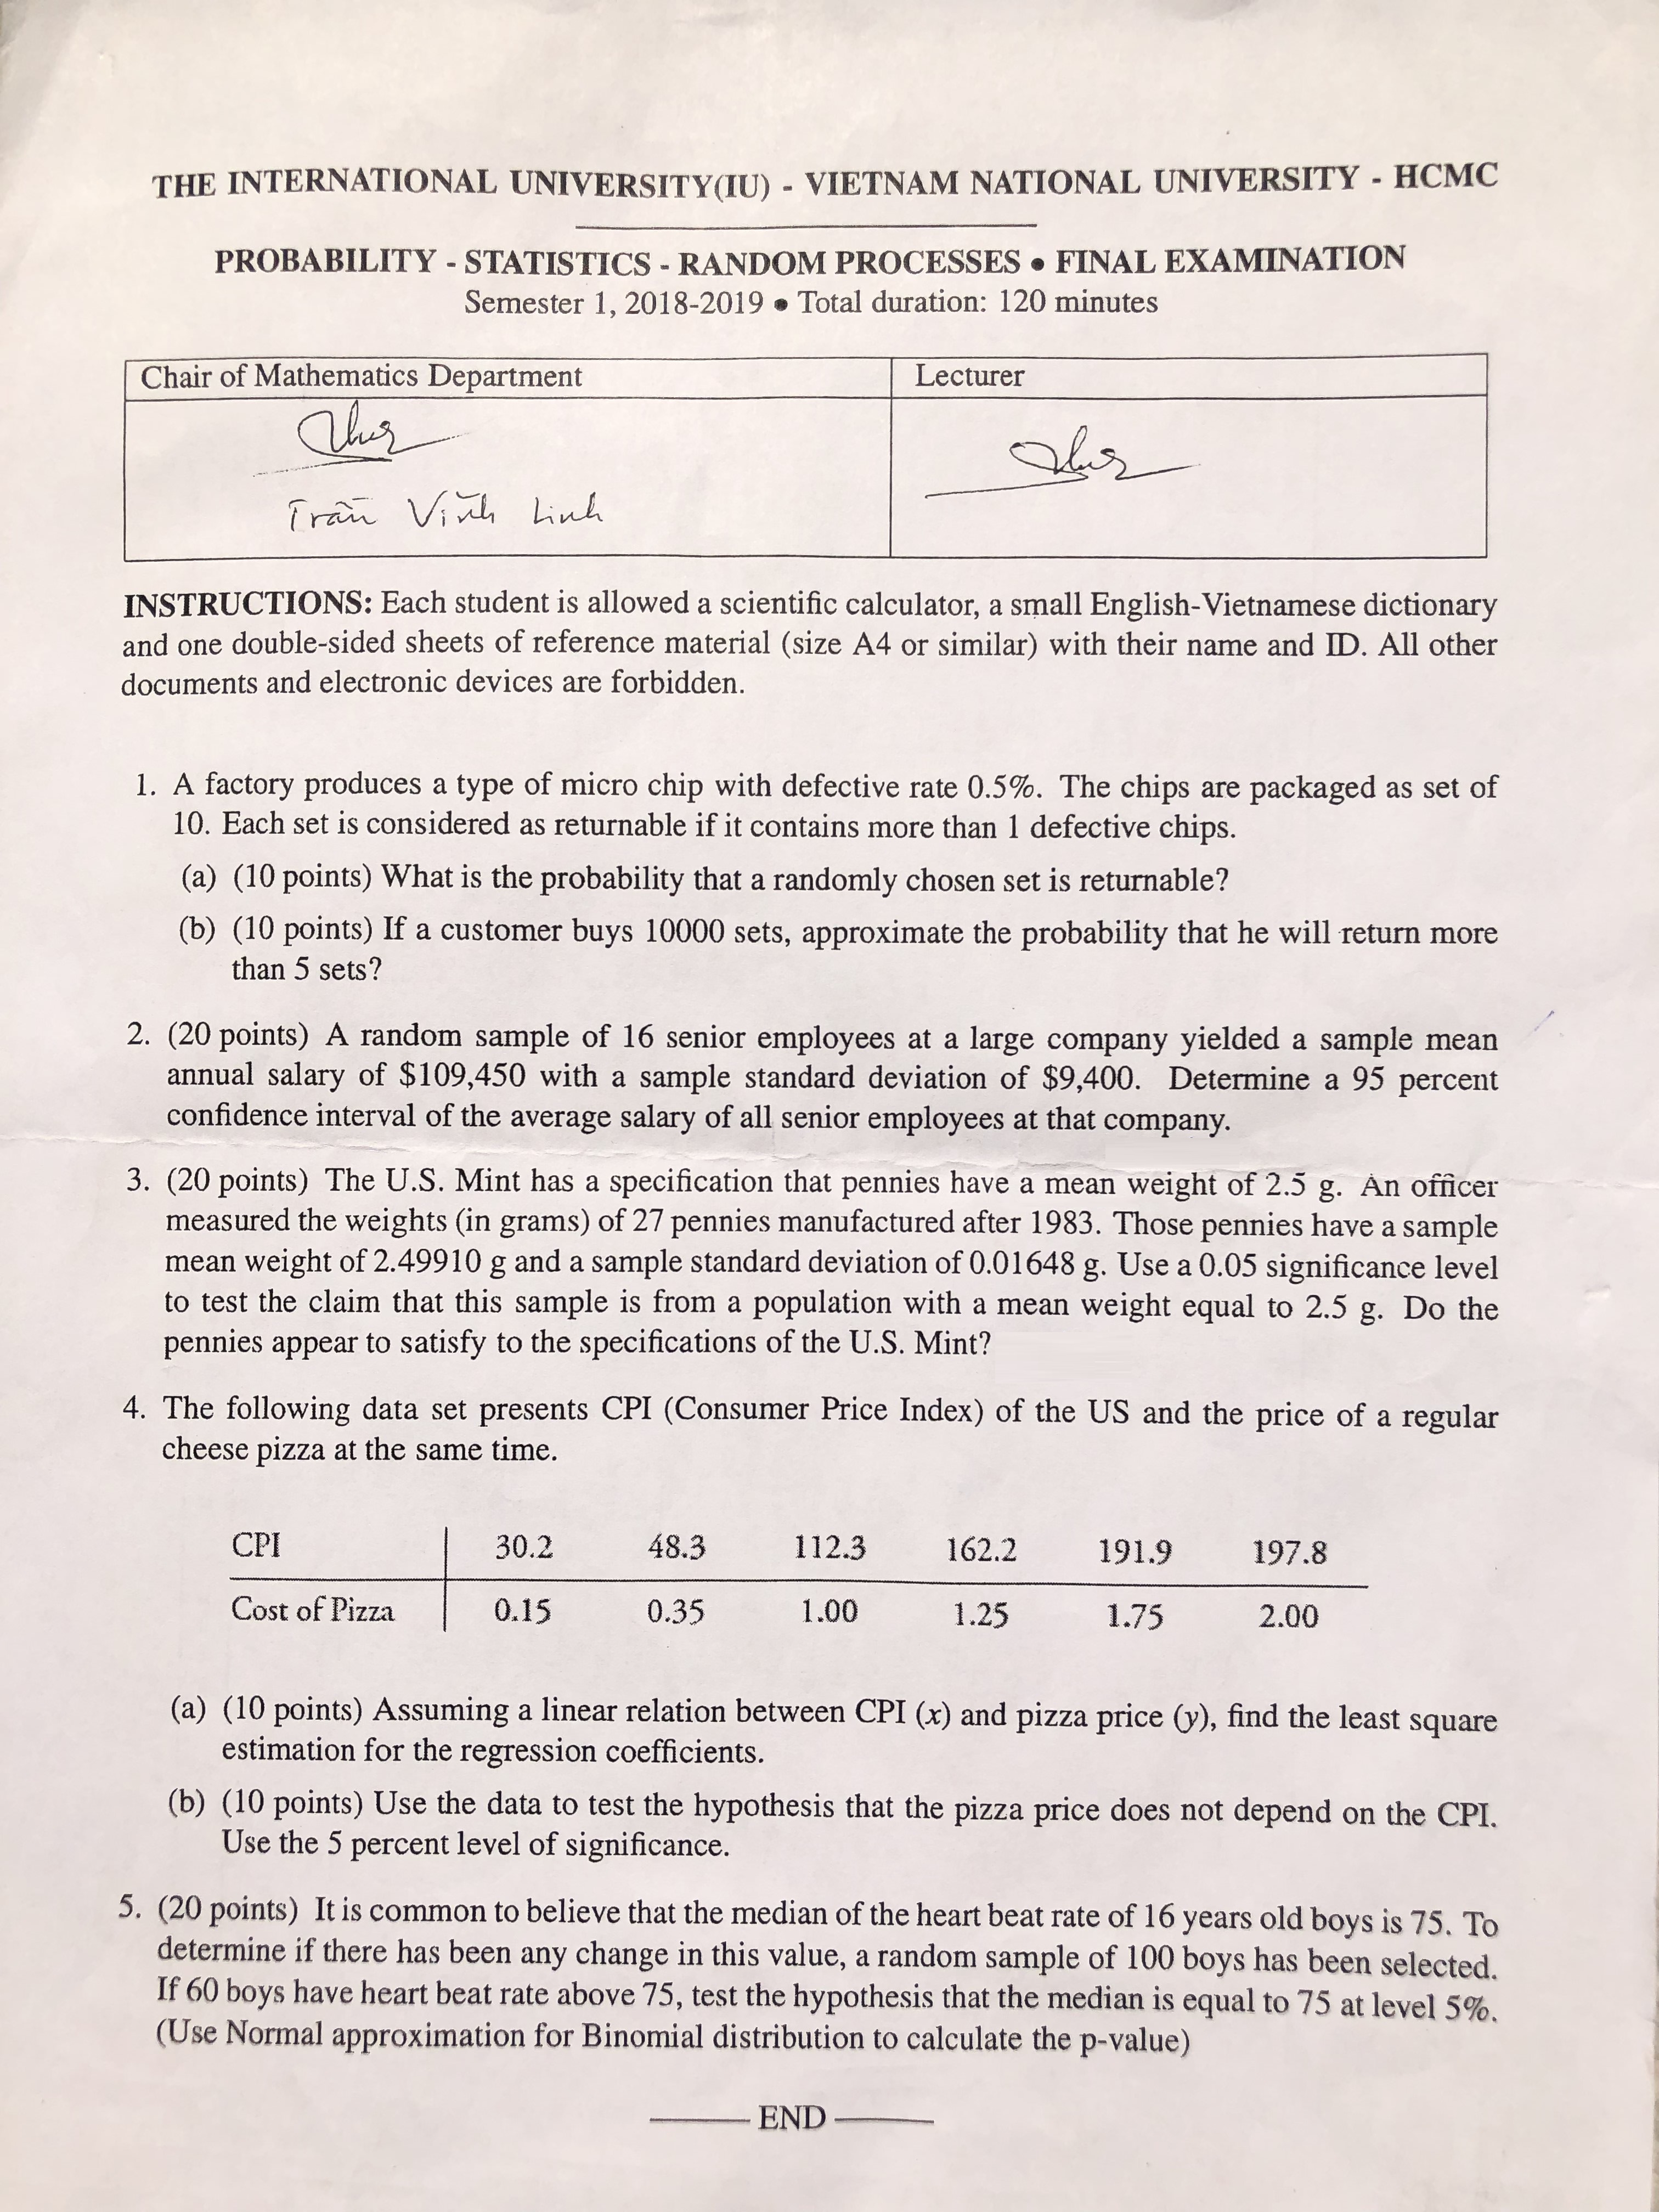 THE INTERNATIONAL UNIVERSITY(IU) - VIETNAM NATIONAL UNIVERSITY - HCMC
PROBABILITY - STATISTICS - RANDOM PROCESSES • FINAL EXAMINATION
Semester 1, 2018-2019 • Total duration: 120 minutes
Chair of Mathematics Department Lecturer
Trần Vĩnh Linh
INSTRUCTIONS: Each student is allowed a scientific calculator, a small English-Vietnamese dictionary
and one double-sided sheets of reference material (size A4 or similar) with their name and ID. All other
documents and electronic devices are forbidden.
1. A factory produces a type of micro chip with defective rate 0.5%. The chips are packaged as set of
10. Each set is considered as returnable if it contains more than 1 defective chips.
(a) (10 points) What is the probability that a randomly chosen set is returnable?
(b) (10 points) If a customer buys 10000 sets, approximate the probability that he will return more
than 5 sets?
2. (20 points) A random sample of 16 senior employees at a large company yielded a sample mean
annual salary of $109,450 with a sample standard deviation of $9,400. Determine a 95 percent
confidence interval of the average salary of all senior employees at that company.
3. (20 points) The U.S. Mint has a specification that pennies have a mean weight of 2.5 g. An officer
measured the weights (in grams) of 27 pennies manufactured after 1983. Those pennies have a sample
mean weight of 2.49910 g and a sample standard deviation of 0.01648 g. Use a 0.05 significance level
to test the claim that this sample is from a population with a mean weight equal to 2.5 g. Do the
pennies appear to satisfy to the specifications of the U.S. Mint?
4. The following data set presents CPI (Consumer Price Index) of the US and the price of a regular
cheese pizza at the same time.
CPI 30.2 48.3 112.3 162.2 191.9 197.8
Cost of Pizza 0.15 0.35 1.00 1.25 1.75 2.00
(a) (10 points) Assuming a linear relation between CPI (x) and pizza price (y), find the least square
estimation for the regression coefficients.
(b) (10 points) Use the data to test the hypothesis that the pizza price does not depend on the CPI.
Use the 5 percent level of significance.
5. (20 points) It is common to believe that the median of the heart beat rate of 16 years old boys is 75. To
determine if there has been any change in this value, a random sample of 100 boys has been selected.
If 60 boys have heart beat rate above 75, test the hypothesis that the median is equal to 75 at level 5%.
(Use Normal approximation for Binomial distribution to calculate the p-value)
END